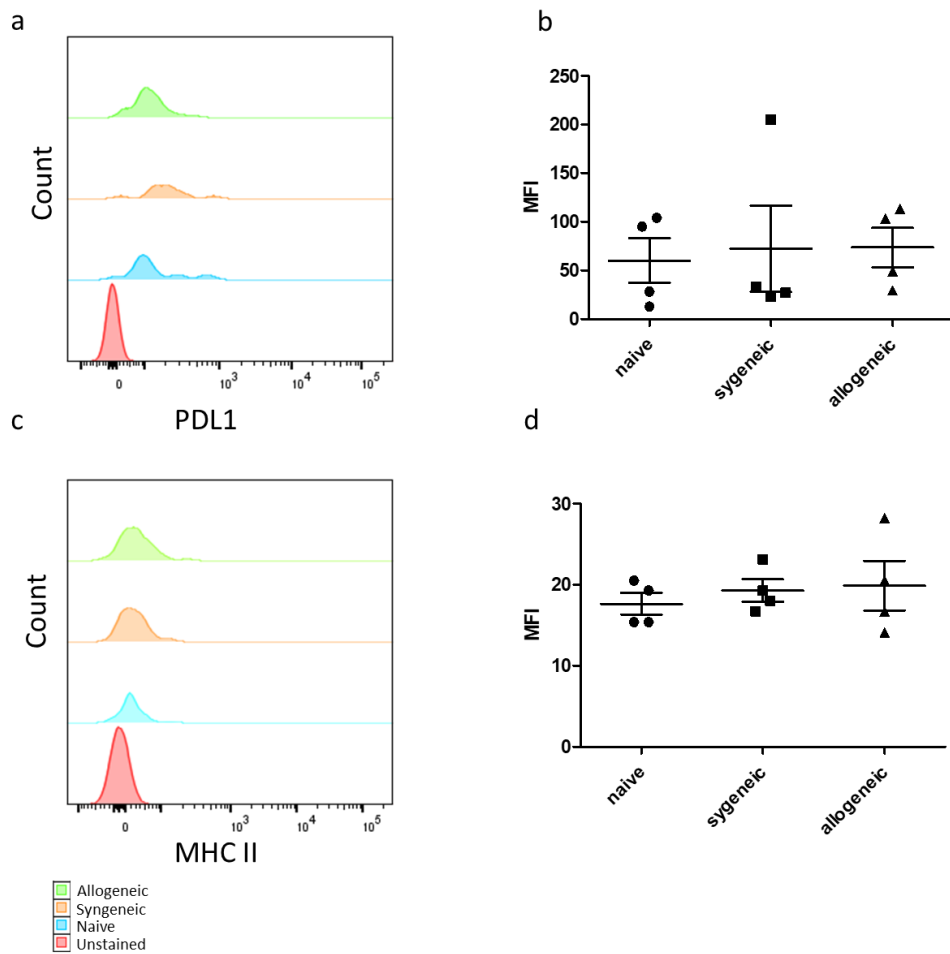 a
Count
0 10³ 10⁴ 10⁵
PDL1
b
250
200
150
100
50
0
MFI
naive
sygeneic
allogeneic
c
Count
0 10³ 10⁴ 10⁵
MHC II
d
30
20
10
0
MFI
naive
sygeneic
allogeneic
Allogeneic
Syngeneic
Naive
Unstained